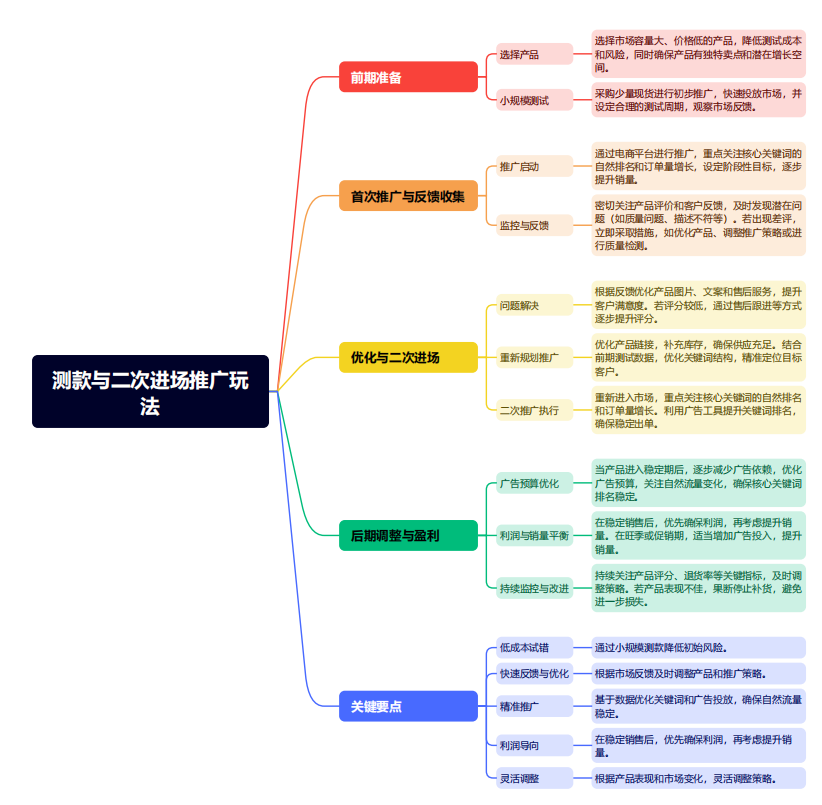 测款与二次进场推广玩
法
前期准备
选择产品
选择市场容量大、价格低的产品，降低测试成本
和风险，同时确保产品有独特卖点和潜在增长空
间。
小规模测试
采购少量现货进行初步推广，快速投放市场，并
设定合理的测试周期，观察市场反馈。
首次推广与反馈收集
推广启动
通过电商平台进行推广，重点关注核心关键词的
自然排名和订单量增长，设定阶段性目标，逐步
提升销量。
监控与反馈
密切关注产品评价和客户反馈，及时发现潜在问
题（如质量问题、描述不符等）。若出现差评，
立即采取措施，如优化产品、调整推广策略或进
行质量检测。
优化与二次进场
问题解决
根据反馈优化产品图片、文案和售后服务，提升
客户满意度。若评分较低，通过售后跟进等方式
逐步提升评分。
重新规划推广
优化产品链接，补充库存，确保供应充足。结合
前期测试数据，优化关键词结构，精准定位目标
客户。
二次推广执行
重新进入市场，重点关注核心关键词的自然排名
和订单量增长。利用广告工具提升关键词排名，
确保稳定出单。
后期调整与盈利
广告预算优化
当产品进入稳定期后，逐步减少广告依赖，优化
广告预算，关注自然流量变化，确保核心关键词
排名稳定。
利润与销量平衡
在稳定销售后，优先确保利润，再考虑提升销
量。在旺季或促销期，适当增加广告投入，提升
销量。
持续监控与改进
持续关注产品评分、退货率等关键指标，及时调
整策略。若产品表现不佳，果断停止补货，避免
进一步损失。
关键要点
低成本试错
通过小规模测款降低初始风险。
快速反馈与优化
根据市场反馈及时调整产品和推广策略。
精准推广
基于数据优化关键词和广告投放，确保自然流量
稳定。
利润导向
在稳定销售后，优先确保利润，再考虑提升销
量。
灵活调整
根据产品表现和市场变化，灵活调整策略。